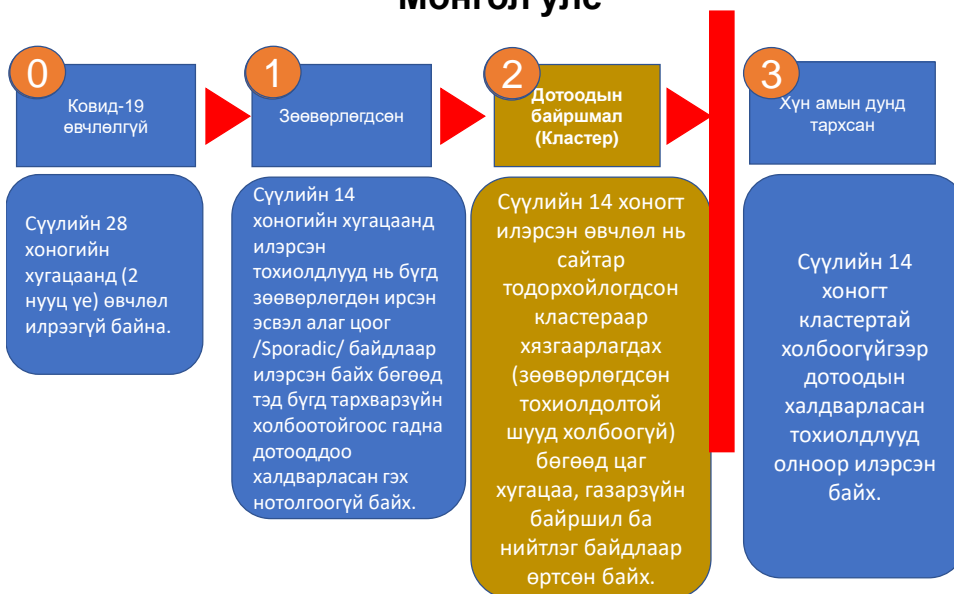 Монгол улс
0
Ковид-19
өвчлөлгүй
Сүүлийн 28
хоногийн
хугацаанд (2
нууц үе) өвчлөл
илрээгүй байна.
1
Зөөвөрлөгдсөн
Сүүлийн 14
хоногийн хугацаанд
илэрсэн
тохиолдлууд нь бүгд
зөөвөрлөгдөн ирсэн
эсвэл алаг цоог
/Sporadic/ байдлаар
илэрсэн байх бөгөөд
тэд бүгд тархварзүйн
холбоотойгоос гадна
дотооддоо
халдварласан гэх
нотолгоогүй байх.
2
Дотоодын
байршмал
(Кластер)
Сүүлийн 14 хоногт
илэрсэн өвчлөл нь
сайтар
тодорхойлогдсон
кластераар
хязгаарлагдах
(зөөвөрлөгдсөн
тохиолдолтой
шууд холбоогүй)
бөгөөд цаг
хугацаа, газарзүйн
байршил ба
нийтлэг байдлаар
өртсөн байх.
3
Хүн амын дунд
тархсан
Сүүлийн 14
хоногт
кластертай
холбоогүйгээр
дотоодын
халдварласан
тохиолдлууд
олноор илэрсэн
байх.